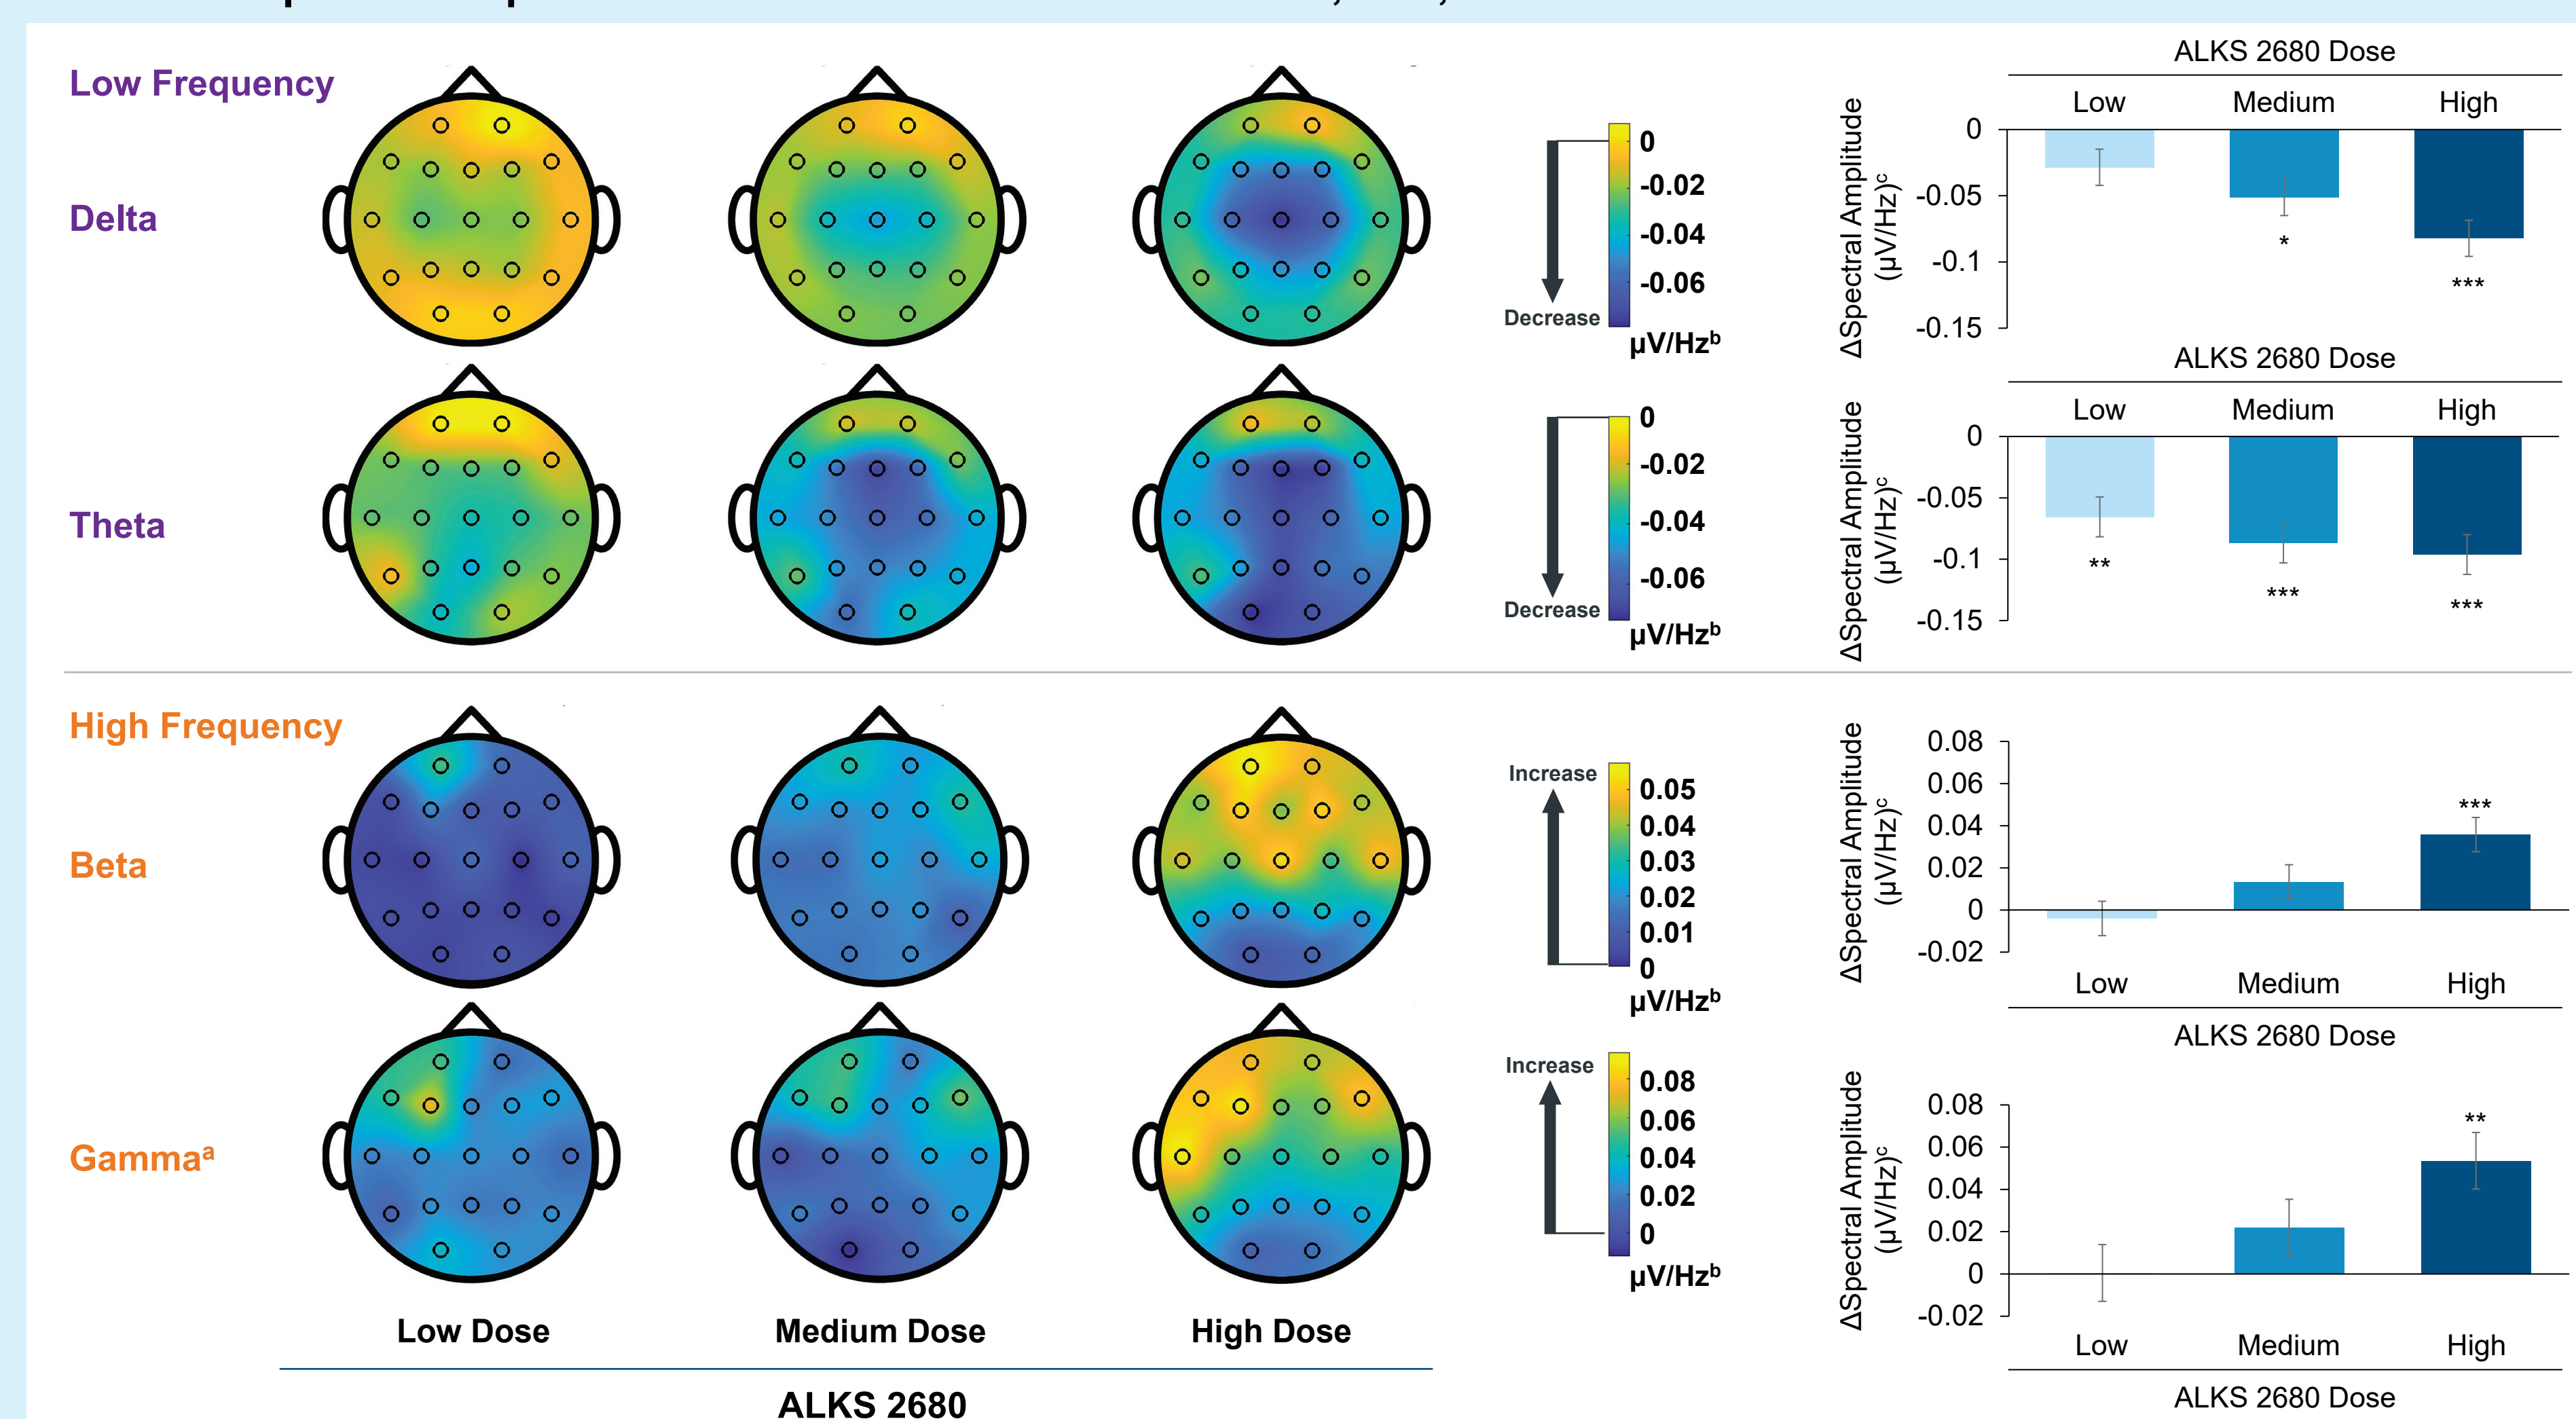 Low Frequency
Delta
0
-0.02
-0.04
-0.06
Decrease
µV/Hzᵇ
ALKS 2680 Dose
Low Medium High
ΔSpectral Amplitude
(µV/Hz)ᶜ
0
-0.05
-0.1
-0.15
*
***
Theta
0
-0.02
-0.04
-0.06
Decrease
µV/Hzᵇ
ALKS 2680 Dose
Low Medium High
ΔSpectral Amplitude
(µV/Hz)ᶜ
0
-0.05
-0.1
-0.15
**
***
***
High Frequency
Beta
Increase
0.05
0.04
0.03
0.02
0.01
0
µV/Hzᵇ
ΔSpectral Amplitude
(µV/Hz)ᶜ
0.08
0.06
0.04
0.02
0
-0.02
***
Low Medium High
ALKS 2680 Dose
Gammaᵃ
Increase
0.08
0.06
0.04
0.02
0
µV/Hzᵇ
ΔSpectral Amplitude
(µV/Hz)ᶜ
0.08
0.06
0.04
0.02
0
-0.02
**
Low Medium High
ALKS 2680 Dose
Low Dose Medium Dose High Dose
ALKS 2680